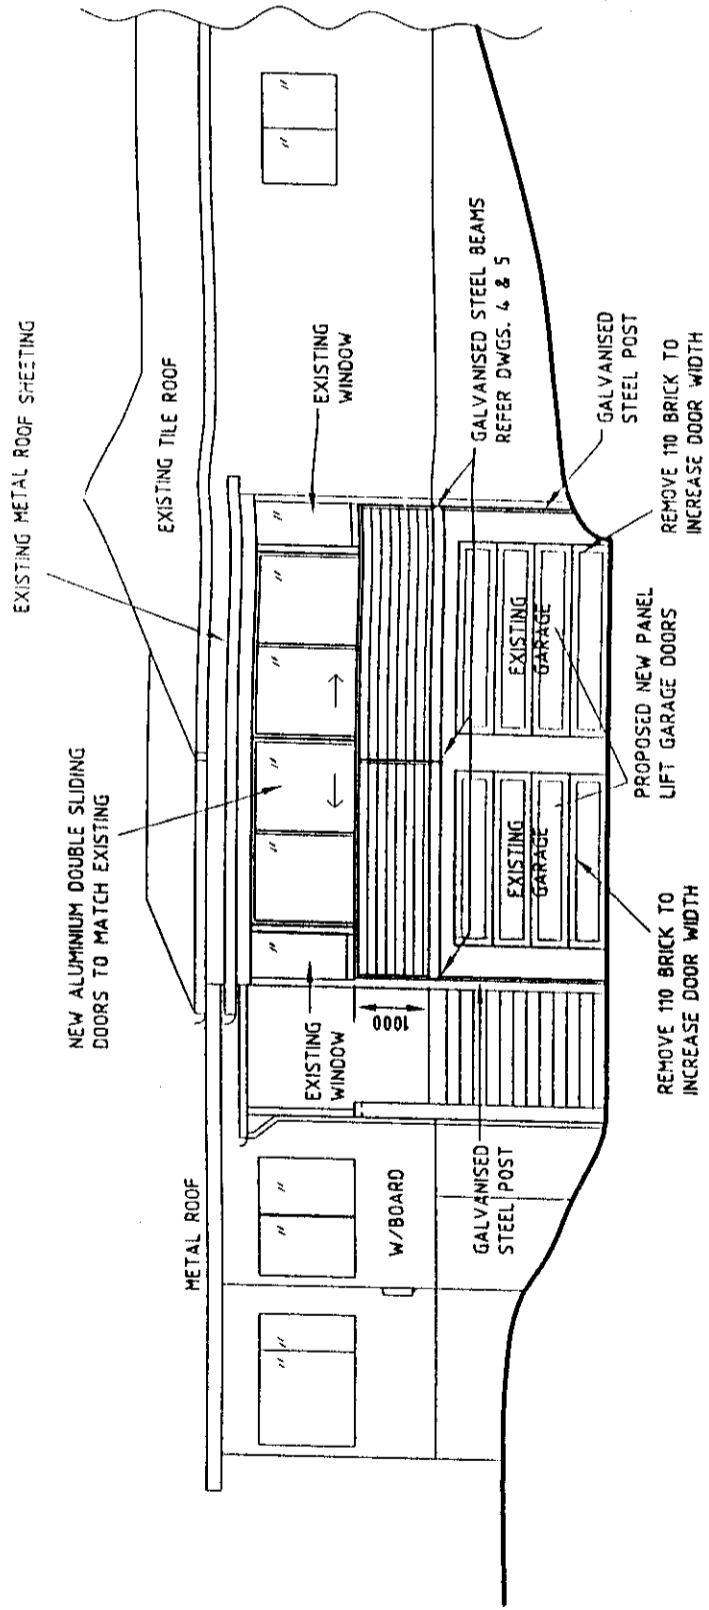 EXISTING METAL ROOF SHEETING
NEW ALUMINIUM DOUBLE SLIDING
DOORS TO MATCH EXISTING
EXISTING TILE ROOF
METAL ROOF
EXISTING
WINDOW
EXISTING
WINDOW
1000
W/BOARD
GALVANISED STEEL BEAMS
REFER DWGS. 4 & 5
GALVANISED
STEEL POST
EXISTING
GARAGE
EXISTING
GARAGE
GALVANISED
STEEL POST
REMOVE 110 BRICK TO
INCREASE DOOR WIDTH
PROPOSED NEW PANEL
LIFT GARAGE DOORS
REMOVE 110 BRICK TO
INCREASE DOOR WIDTH